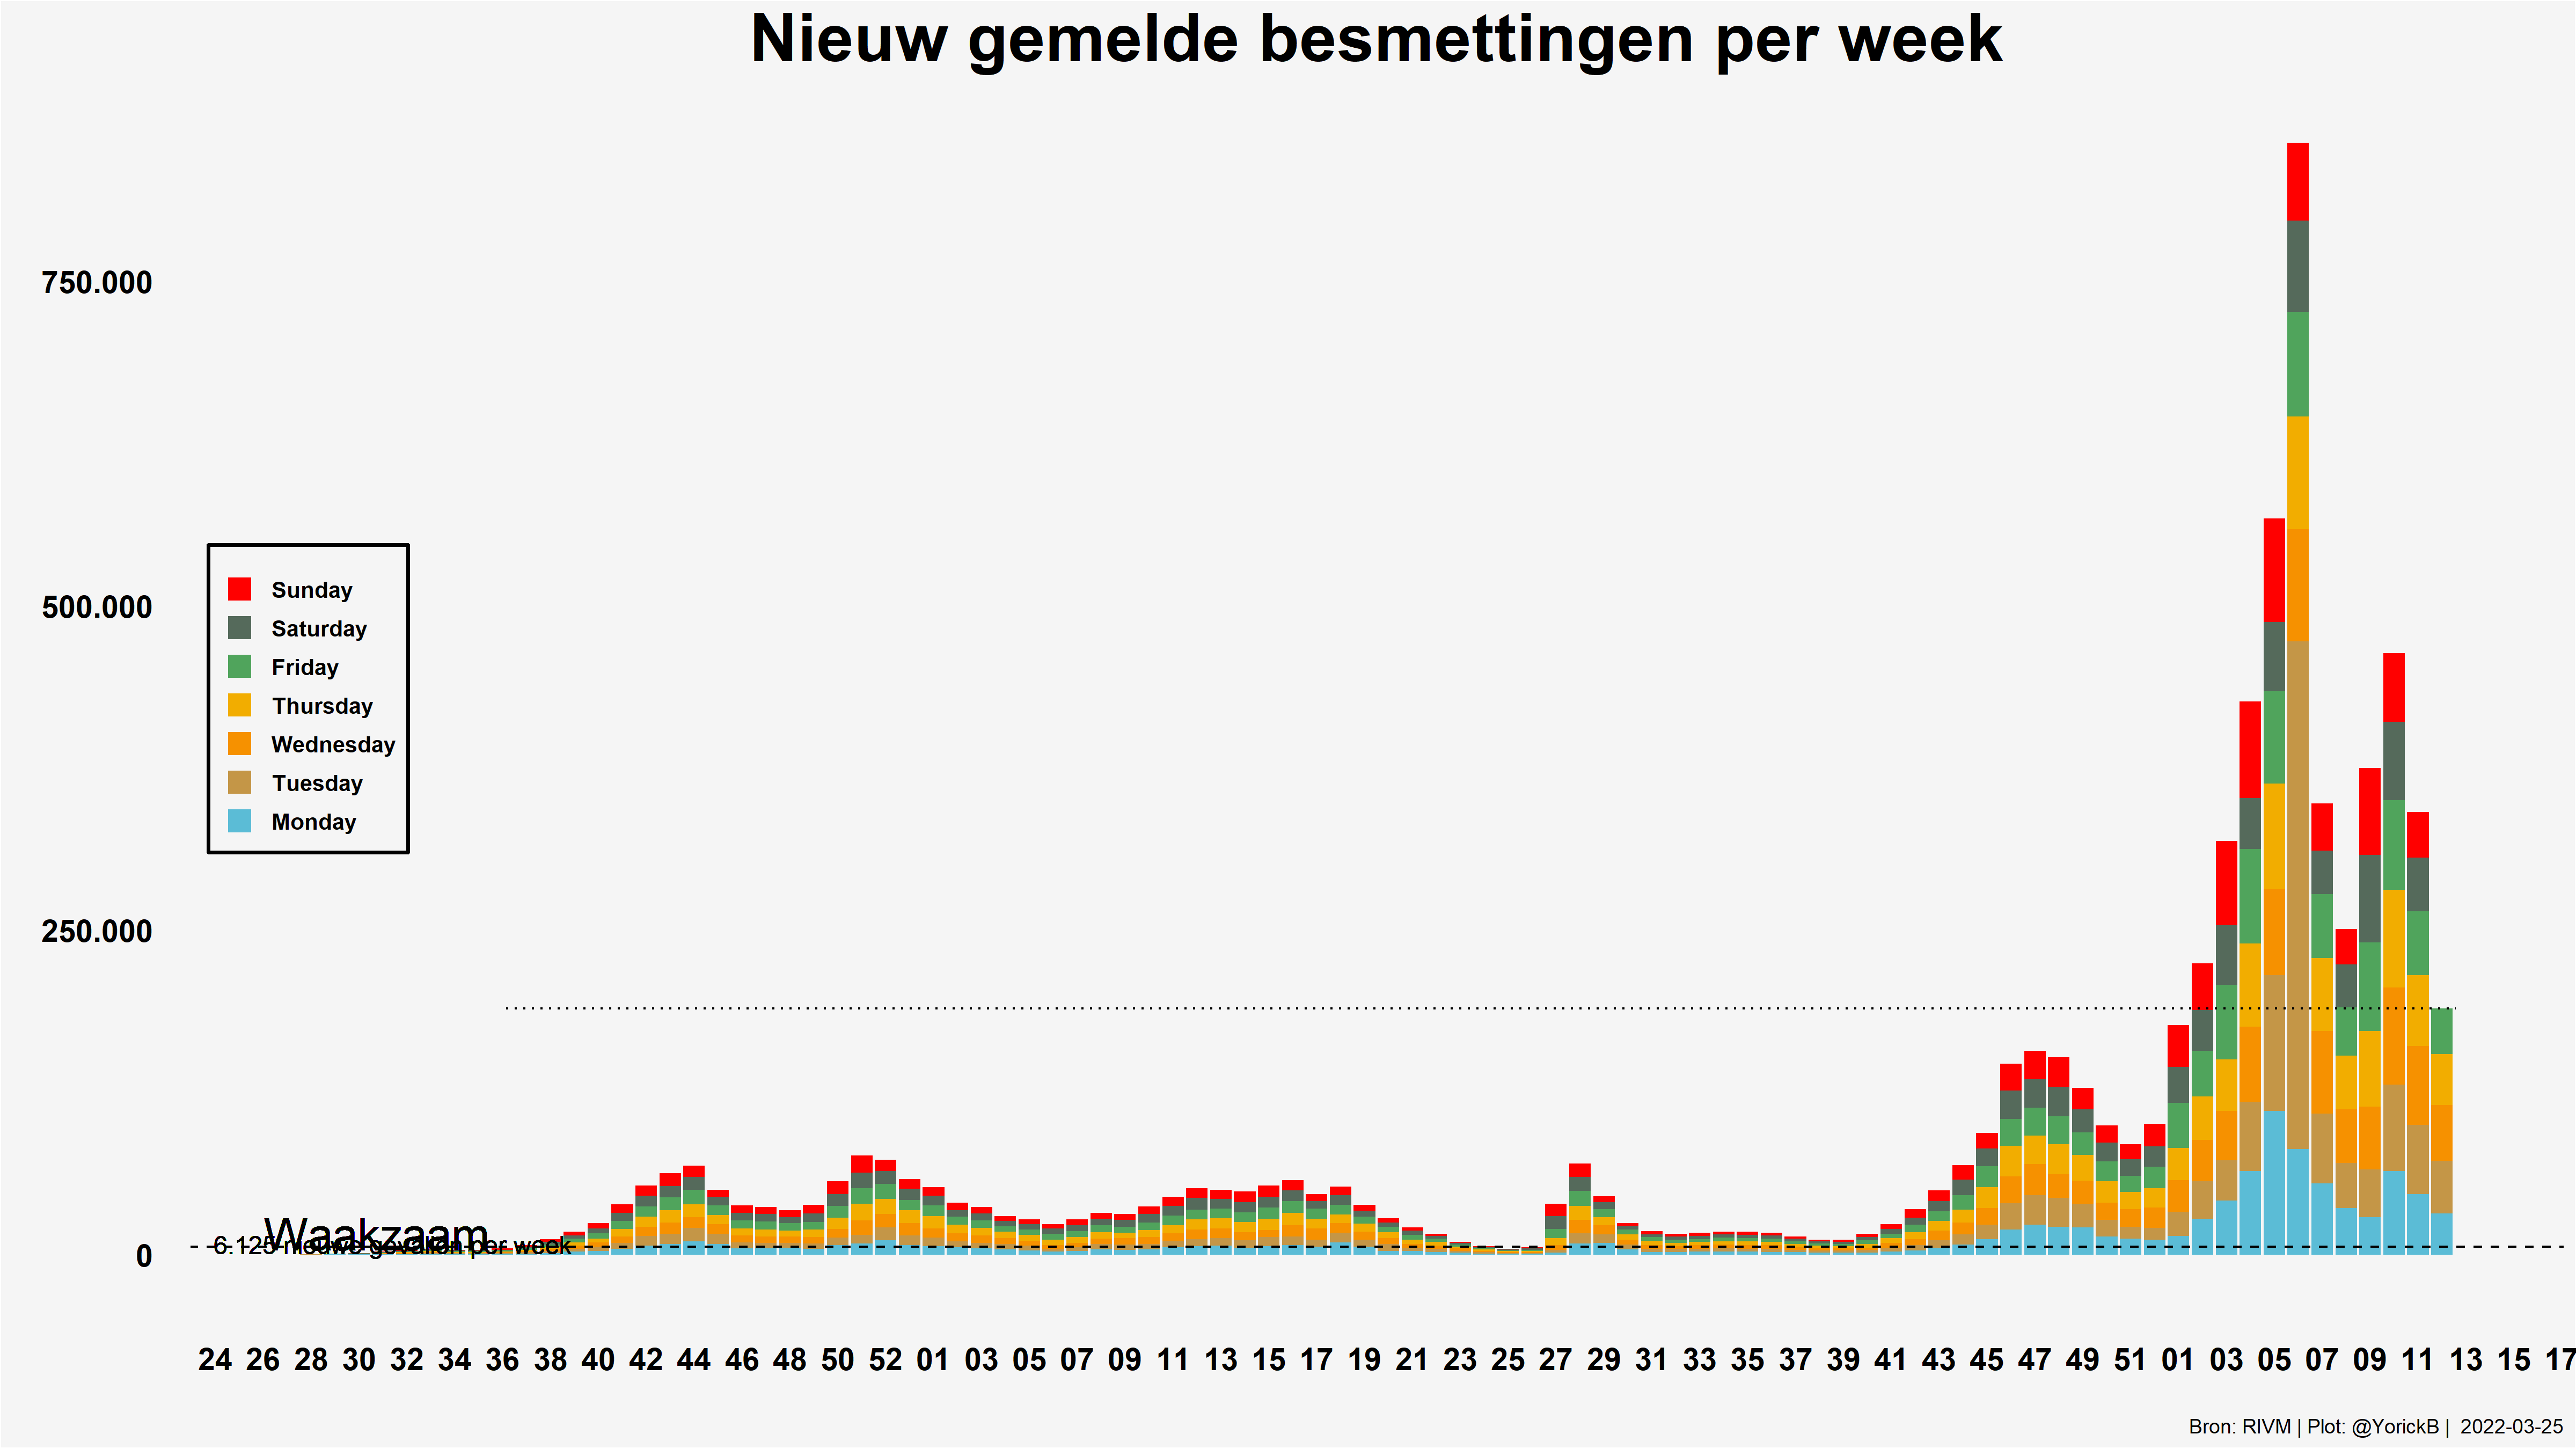 Nieuw gemelde besmettingen per week
750.000
500.000
250.000
0
Sunday
Saturday
Friday
Thursday
Wednesday
Tuesday
Monday
Waakzaam
6.125 nieuwe gevallen per week
24 26 28 30 32 34 36 38 40 42 44 46 48 50 52 01 03 05 07 09 11 13 15 17 19 21 23 25 27 29 31 33 35 37 39 41 43 45 47 49 51 01 03 05 07 09 11 13 15 17
Bron: RIVM | Plot: @YorickB | 2022-03-25